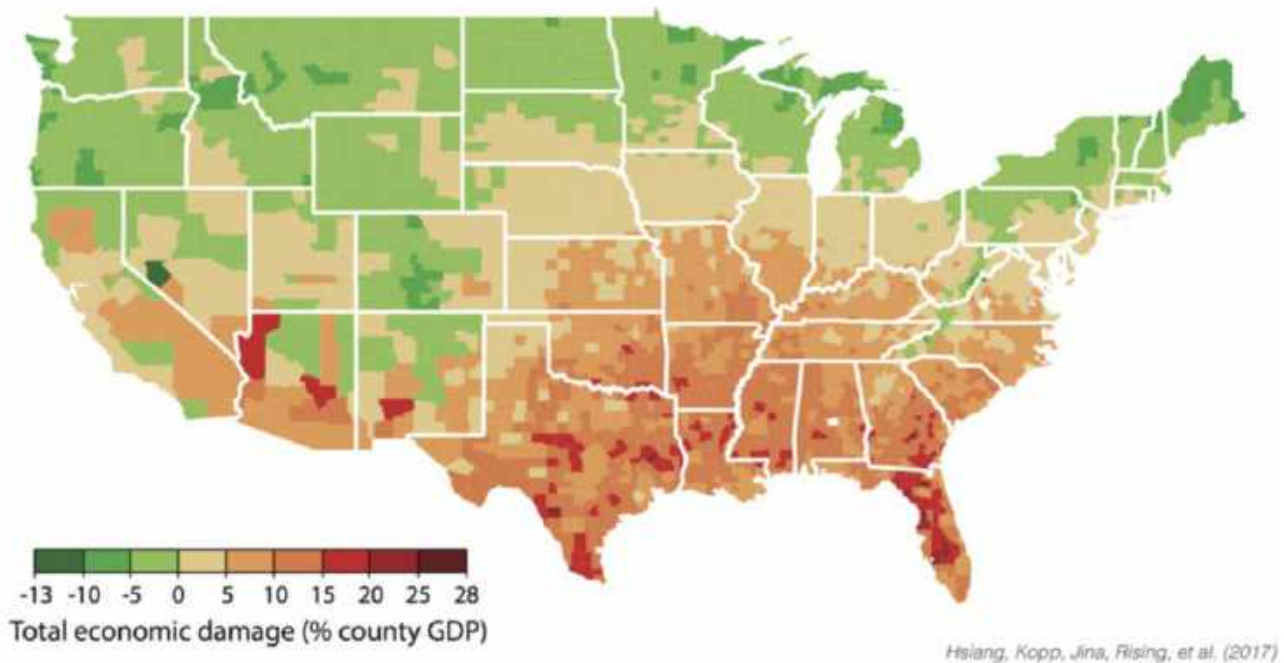 -13 -10 -5 0 5 10 15 20 25 28
Total economic damage (% county GDP)
Hsiang, Kopp, Jina, Rising, et al. (2017)